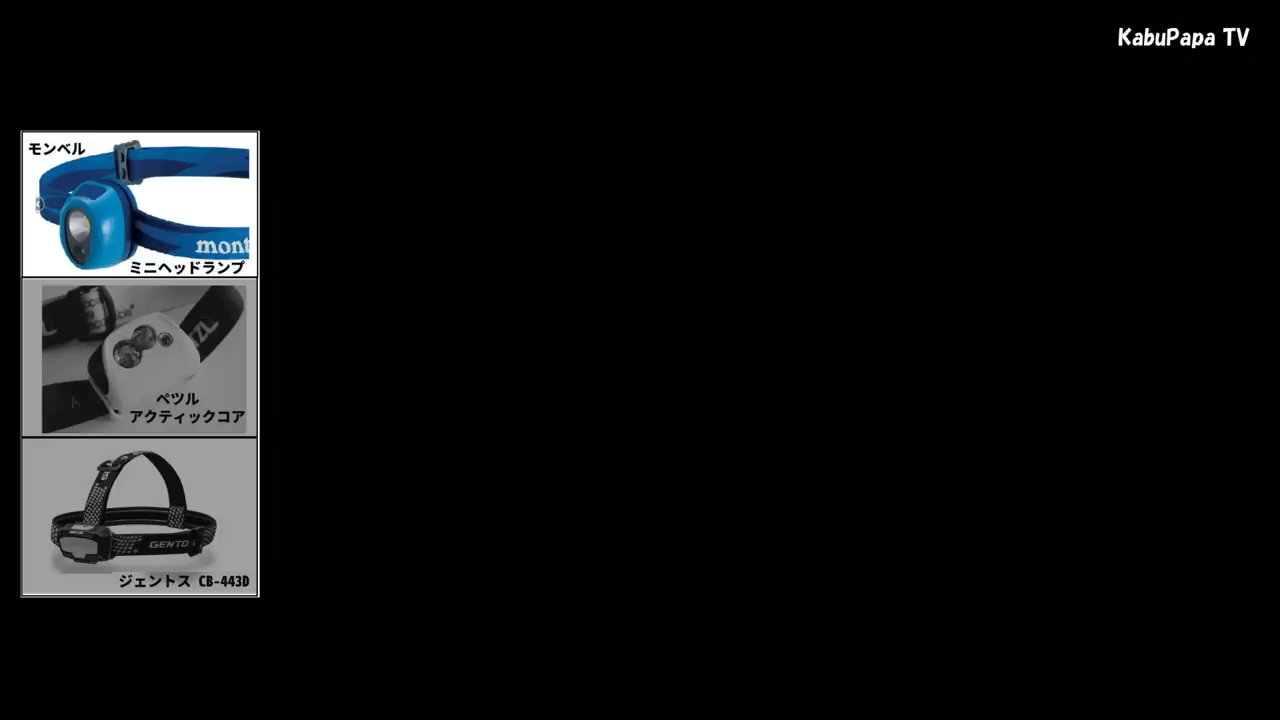 KabuPapa TV
モンベル
mont
ミニヘッドランプ
ペツル
アクティックコア
GENTOS
ジェントス CB-443D